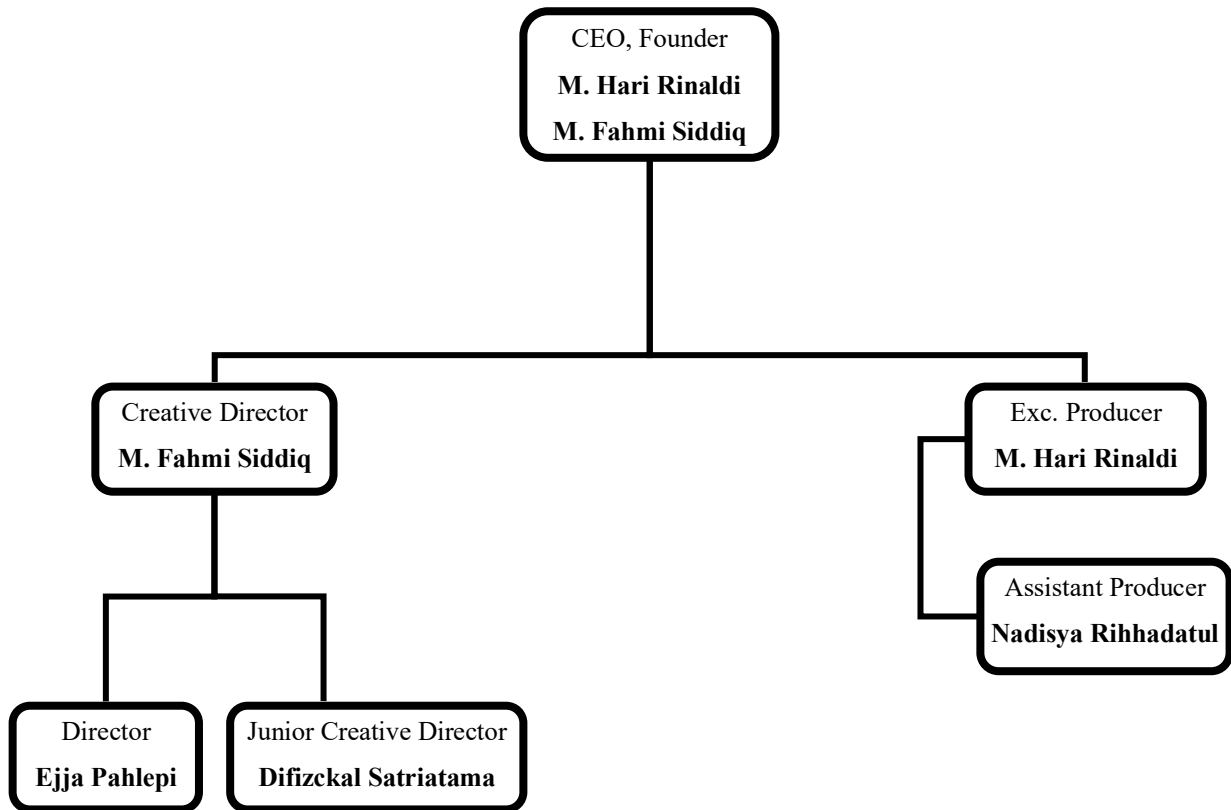 CEO, Founder
M. Hari Rinaldi
M. Fahmi Siddiq
Creative Director
M. Fahmi Siddiq
Exc. Producer
M. Hari Rinaldi
Assistant Producer
Nadisya Rihhadatul
Director
Ejja Pahlepi
Junior Creative Director
Difizckal Satriatama